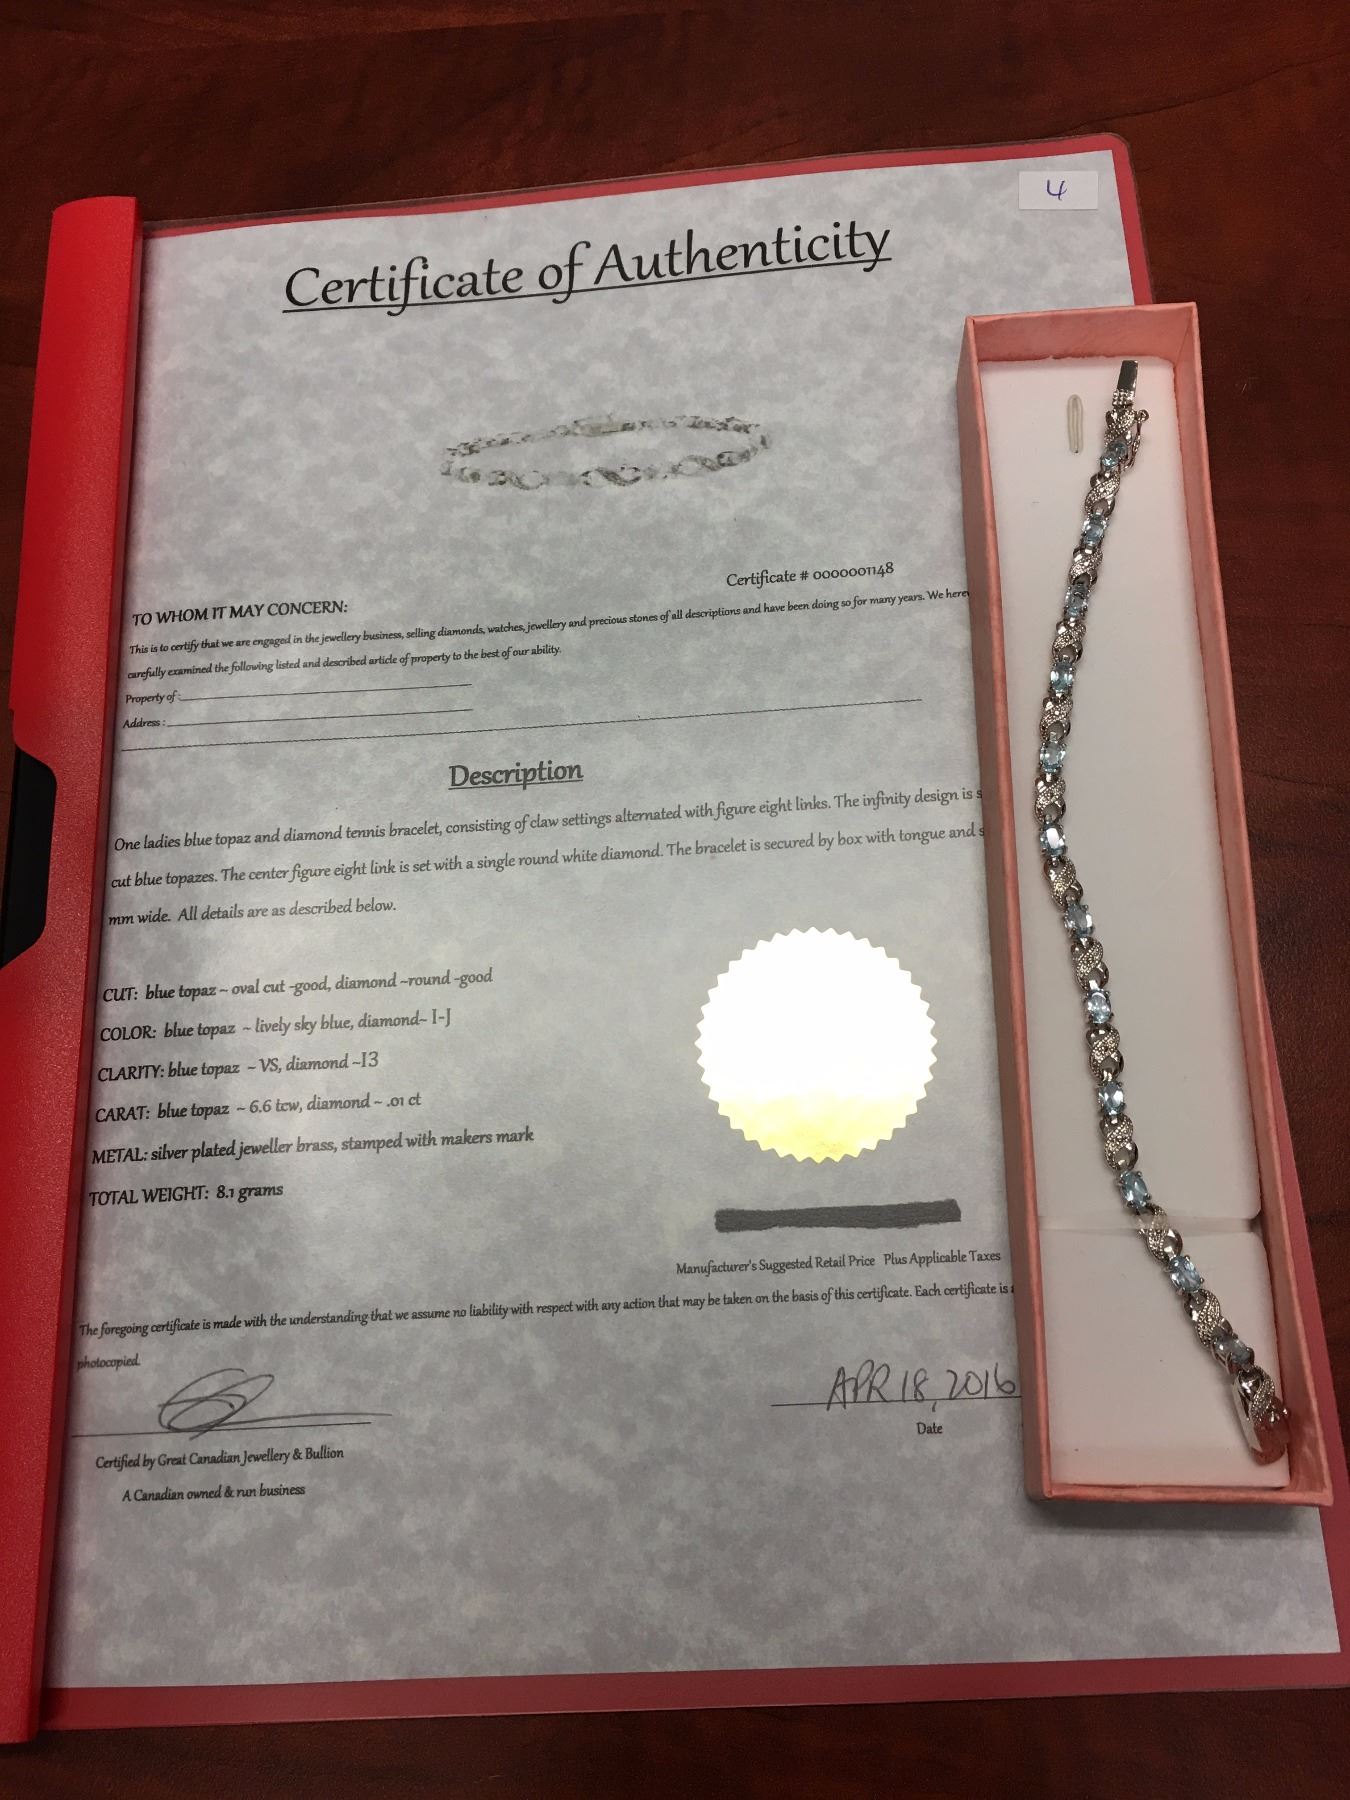 4
Certificate of Authenticity
Certificate # 0000001148
TO WHOM IT MAY CONCERN:
This is to certify that we are engaged in the jewellery business, selling diamonds, watches, jewellery and precious stones of all descriptions and have been doing so for many years. We
carefully examined the following listed and described article of property to the best of our ability.
Property of:
Address :
Description
One ladies blue topaz and diamond tennis bracelet, consisting of claw settings alternated with figure eight links. The infinity design is
cut blue topazes. The center figure eight link is set with a single round white diamond. The bracelet is secured by box with tongue and
mm wide. All details are as described below.
CUT: blue topaz ~ oval cut -good, diamond ~round -good
COLOR: blue topaz ~ lively sky blue, diamond~ I-J
CLARITY: blue topaz ~ VS, diamond ~I3
CARAT: blue topaz ~ 6.6 tcw, diamond ~ .01 ct
METAL: silver plated jeweller brass, stamped with makers mark
TOTAL WEIGHT: 8.1 grams
Manufacturer's Suggested Retail Price Plus Applicable Taxes
The foregoing certificate is made with the understanding that we assume no liability with respect with any action that may be taken on the basis of this certificate. Each certificate is
photocopied.
APR 18, 2016
Date
Certified by Great Canadian Jewellery & Bullion
A Canadian owned & run business